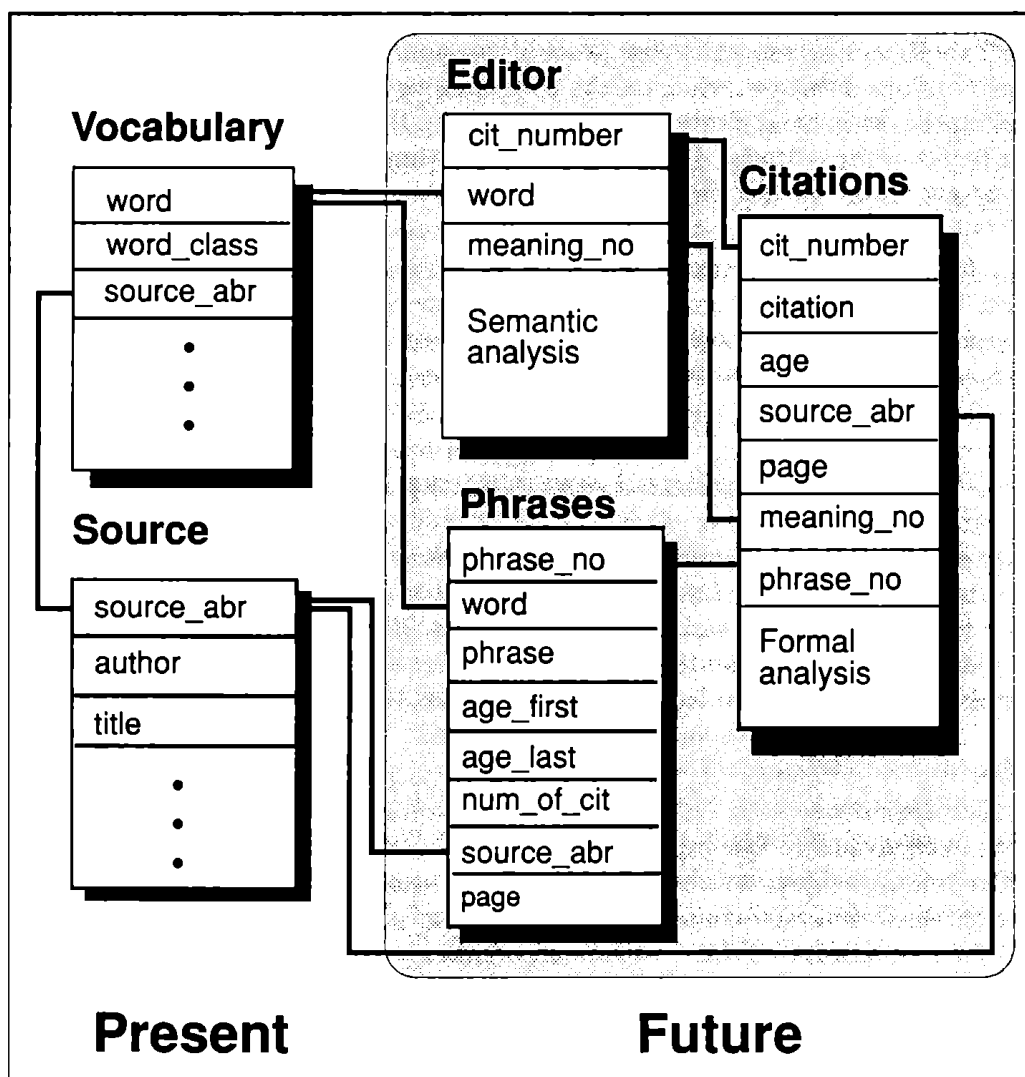 Vocabulary
word
word_class
source_abr
Source
source_abr
author
title
Editor
cit_number
word
meaning_no
Semantic
analysis
Phrases
phrase_no
word
phrase
age_first
age_last
num_of_cit
source_abr
page
Citations
cit_number
citation
age
source_abr
page
meaning_no
phrase_no
Formal
analysis
Present
Future